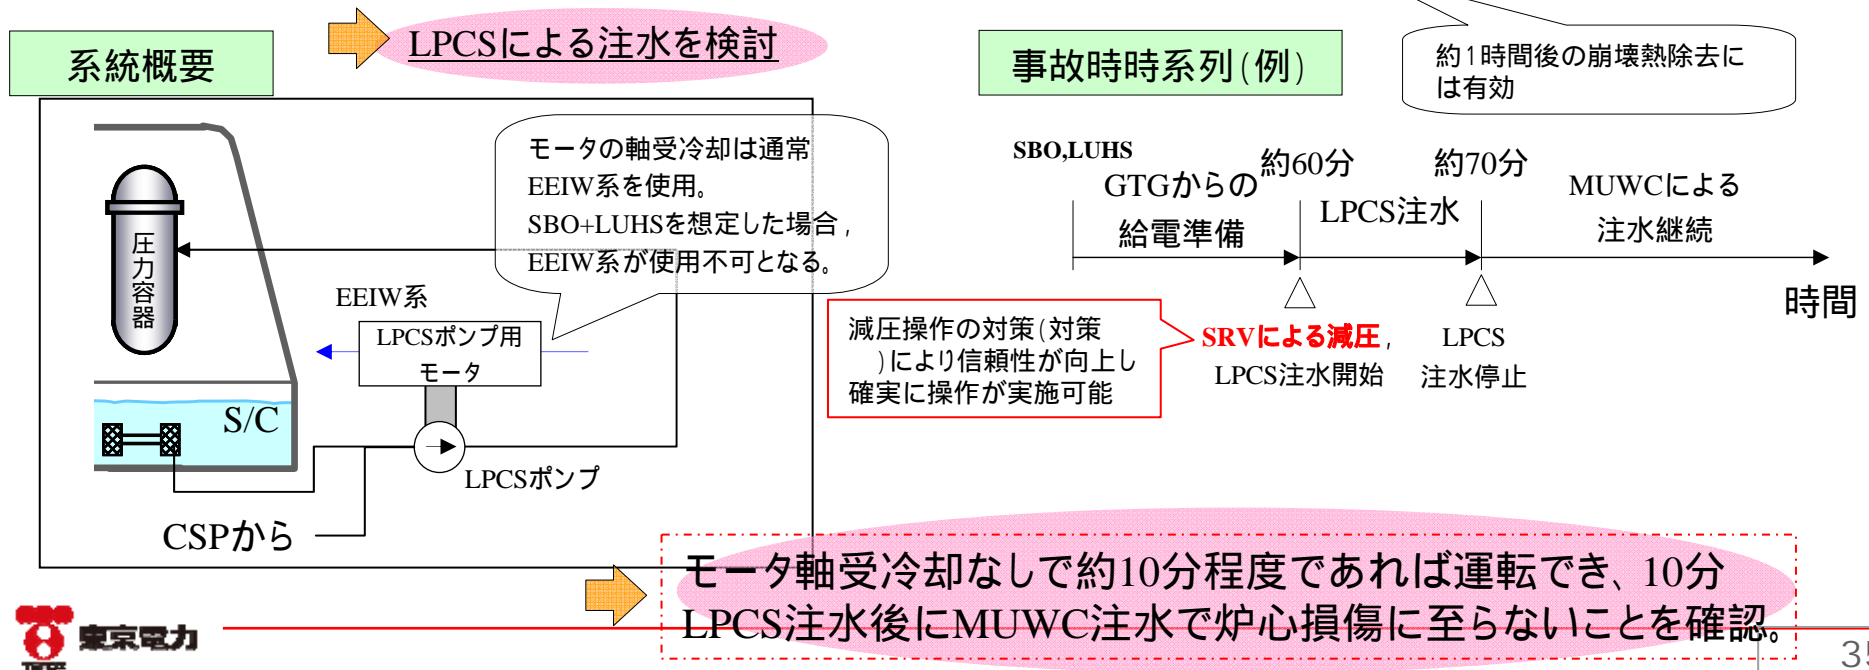 LPCSによる注水を検討
系統概要
モータの軸受冷却は通常
EEIW系を使用。
SBO+LUHSを想定した場合,
EEIW系が使用不可となる。
圧力容器
EEIW系
LPCSポンプ用
モータ
S/C
LPCSポンプ
CSPから
事故時時系列(例)
約1時間後の崩壊熱除去に
は有効
SBO,LUHS
GTGからの
給電準備
約60分
LPCS注水
約70分
MUWCによる
注水継続
時間
減圧操作の対策(対策
)により信頼性が向上し
確実に操作が実施可能
SRVによる減圧,
LPCS注水開始
LPCS
注水停止
モータ軸受冷却なしで約10分程度であれば運転でき、10分
LPCS注水後にMUWC注水で炉心損傷に至らないことを確認。
東京電力